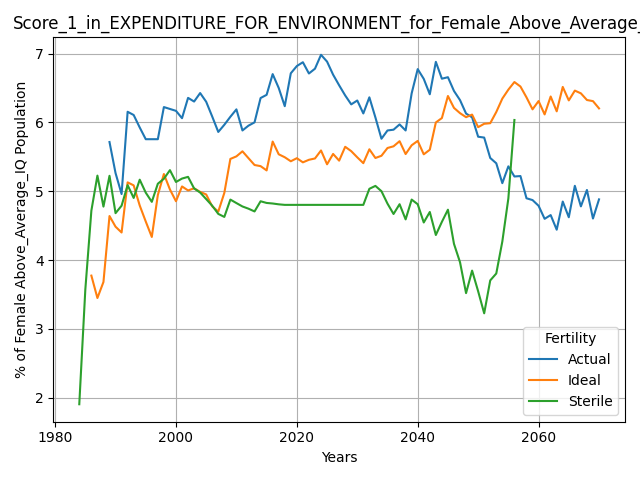 Score_1_in_EXPENDITURE_FOR_ENVIRONMENT_for_Female_Above_Average_
% of Female Above_Average_IQ Population
7
6
5
4
3
2
1980
2000
2020
2040
2060
Years
Fertility
Actual
Ideal
Sterile